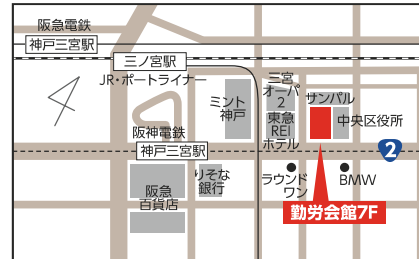 阪急電鉄
神戸三宮駅
三ノ宮駅
JR・ポートライナー
ミント
神戸
三宮
オーパ
2
東急
REI
ホテル
サンパル
中央区役所
阪神電鉄
神戸三宮駅
2
阪急
百貨店
りそな
銀行
ラウンド
ワン
BMW
勤労会館7F